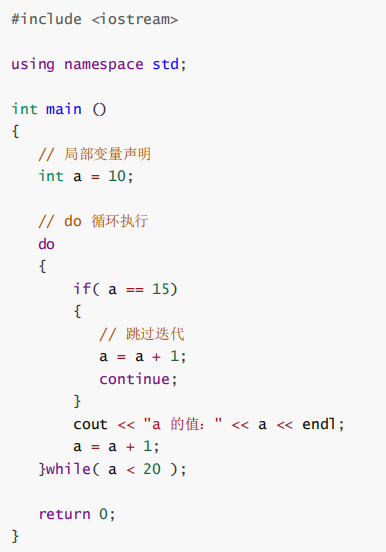 #include <iostream>
using namespace std;
int main ()
{
// 局部变量声明
int a = 10;
// do 循环执行
do
{
if( a == 15)
{
// 跳过迭代
a = a + 1;
continue;
}
cout << "a 的值：" << a << endl;
a = a + 1;
}while( a < 20 );
return 0;
}